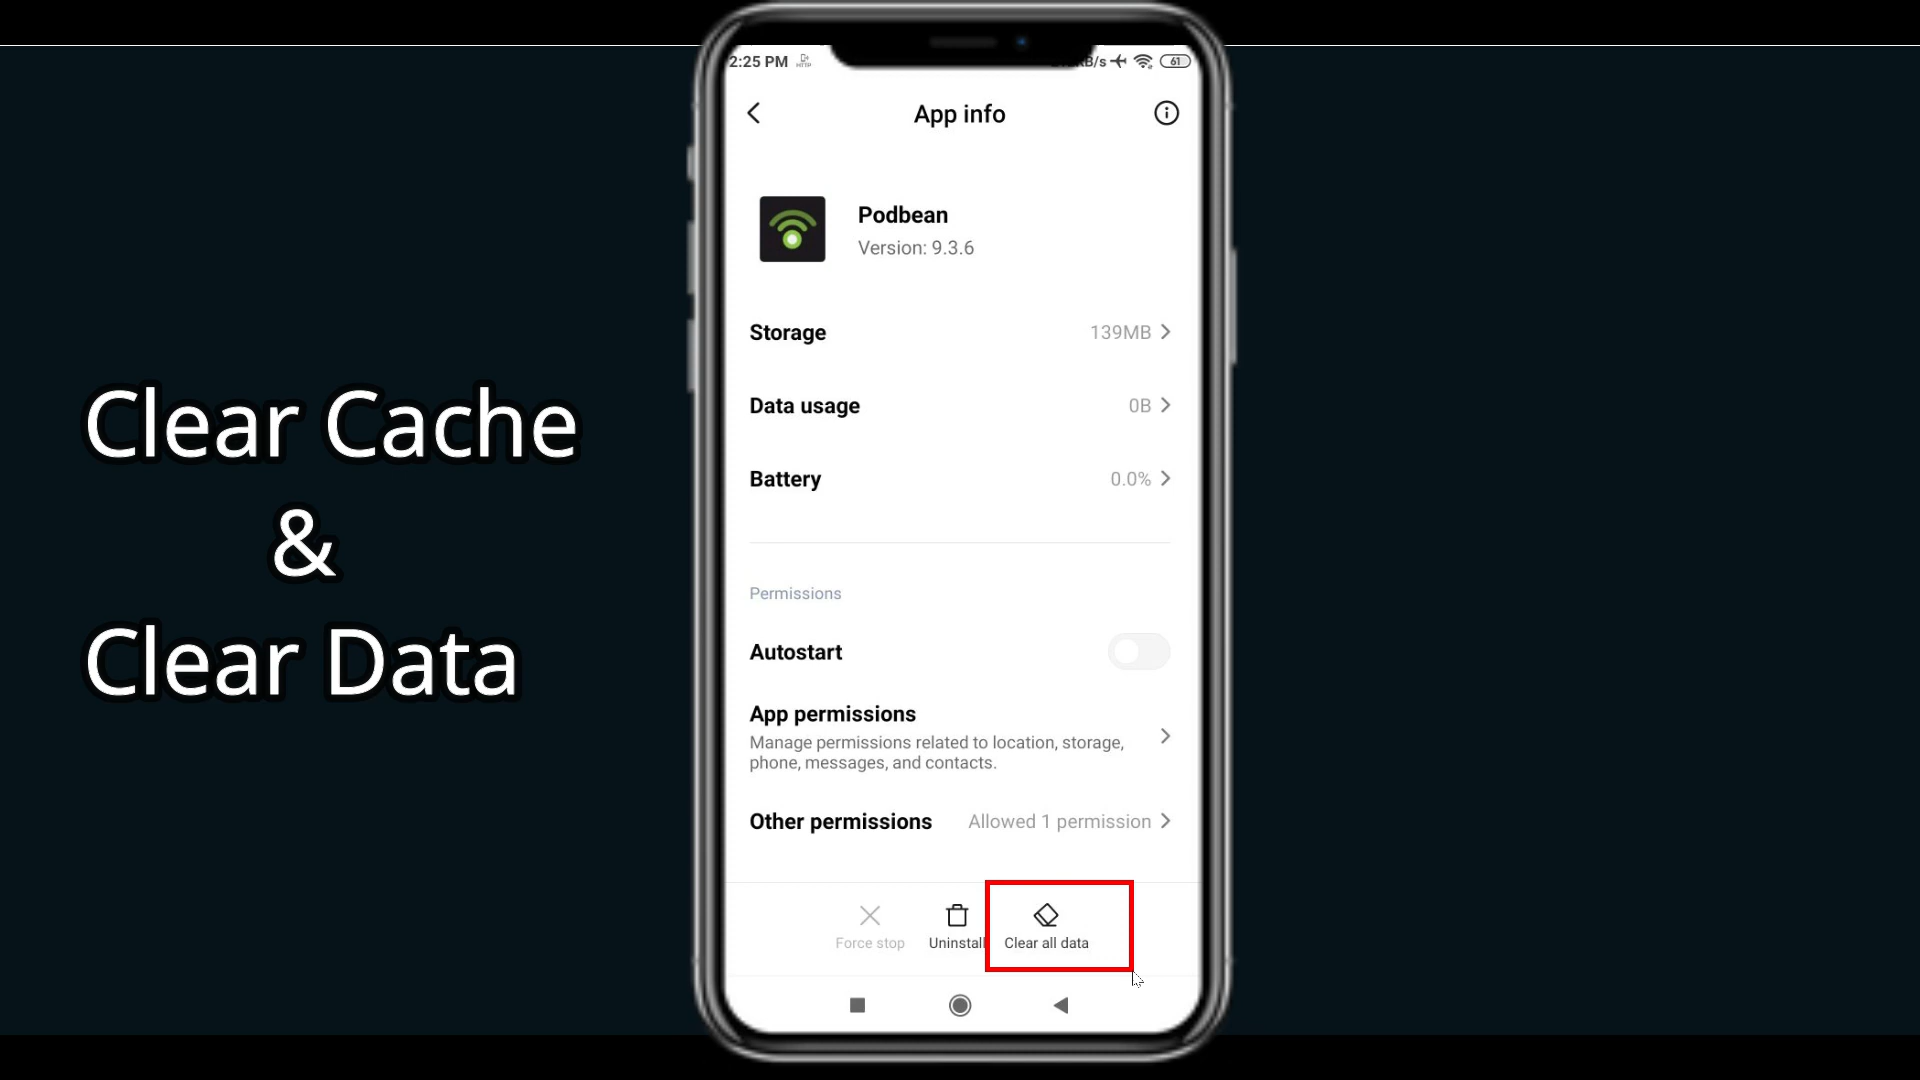 2:25 PM
B/s
61
App info
Podbean
Version: 9.3.6
Storage 139MB
Data usage 0B
Battery 0.0%
Permissions
Autostart
App permissions
Manage permissions related to location, storage,
phone, messages, and contacts.
Other permissions Allowed 1 permission
Force stop Uninstall Clear all data
Clear Cache
&
Clear Data